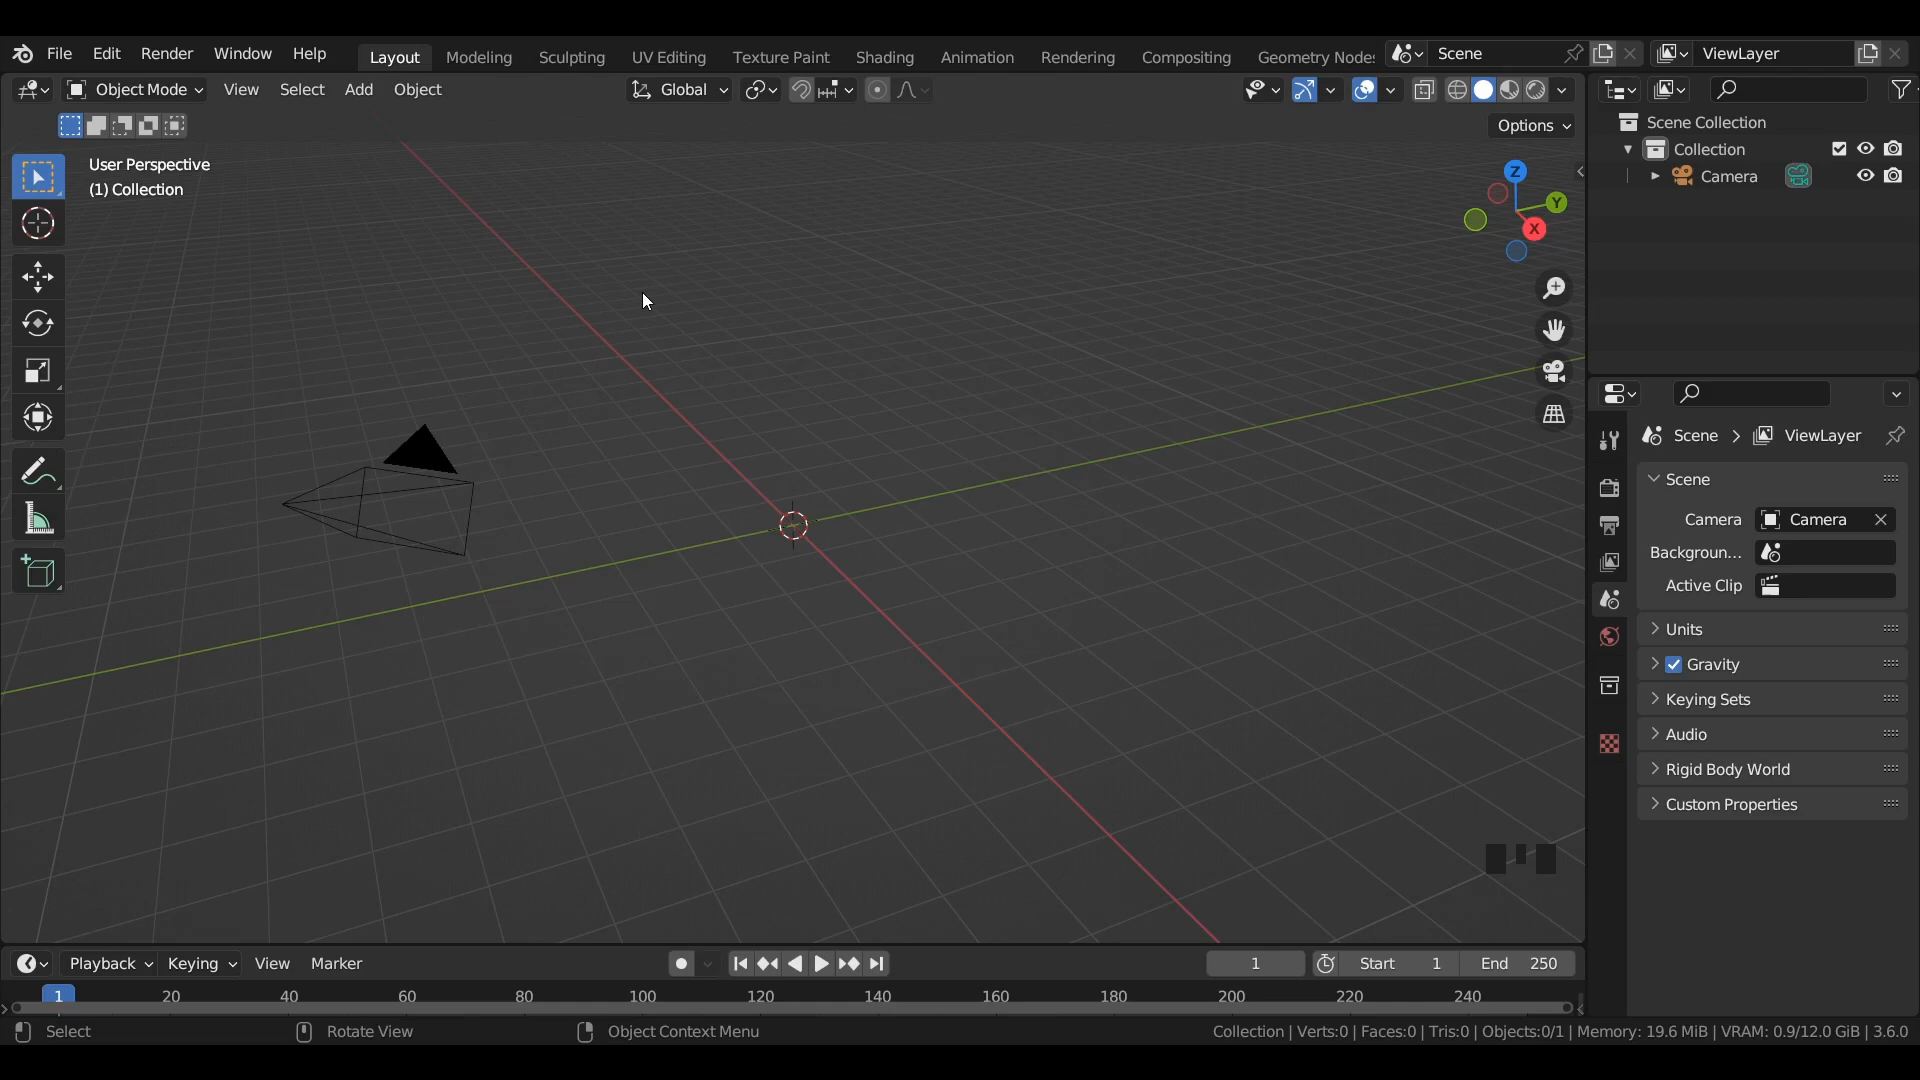 File Edit Render Window Help Layout Modeling Sculpting UV Editing Texture Paint Shading Animation Rendering Compositing Geometry Nodes Scene ViewLayer
Object Mode View Select Add Object Global
Options
User Perspective
(1) Collection
Z
Y
X
Scene Collection
Collection
Camera
Scene > ViewLayer
Scene
Camera Camera
Backgroun...
Active Clip
Units
Gravity
Keying Sets
Audio
Rigid Body World
Custom Properties
Playback Keying View Marker 1 Start 1 End 250
1 20 40 60 80 100 120 140 160 180 200 220 240
Select Rotate View Object Context Menu Collection | Verts:0 | Faces:0 | Tris:0 | Objects:0/1 | Memory: 19.6 MiB | VRAM: 0.9/12.0 GiB | 3.6.0